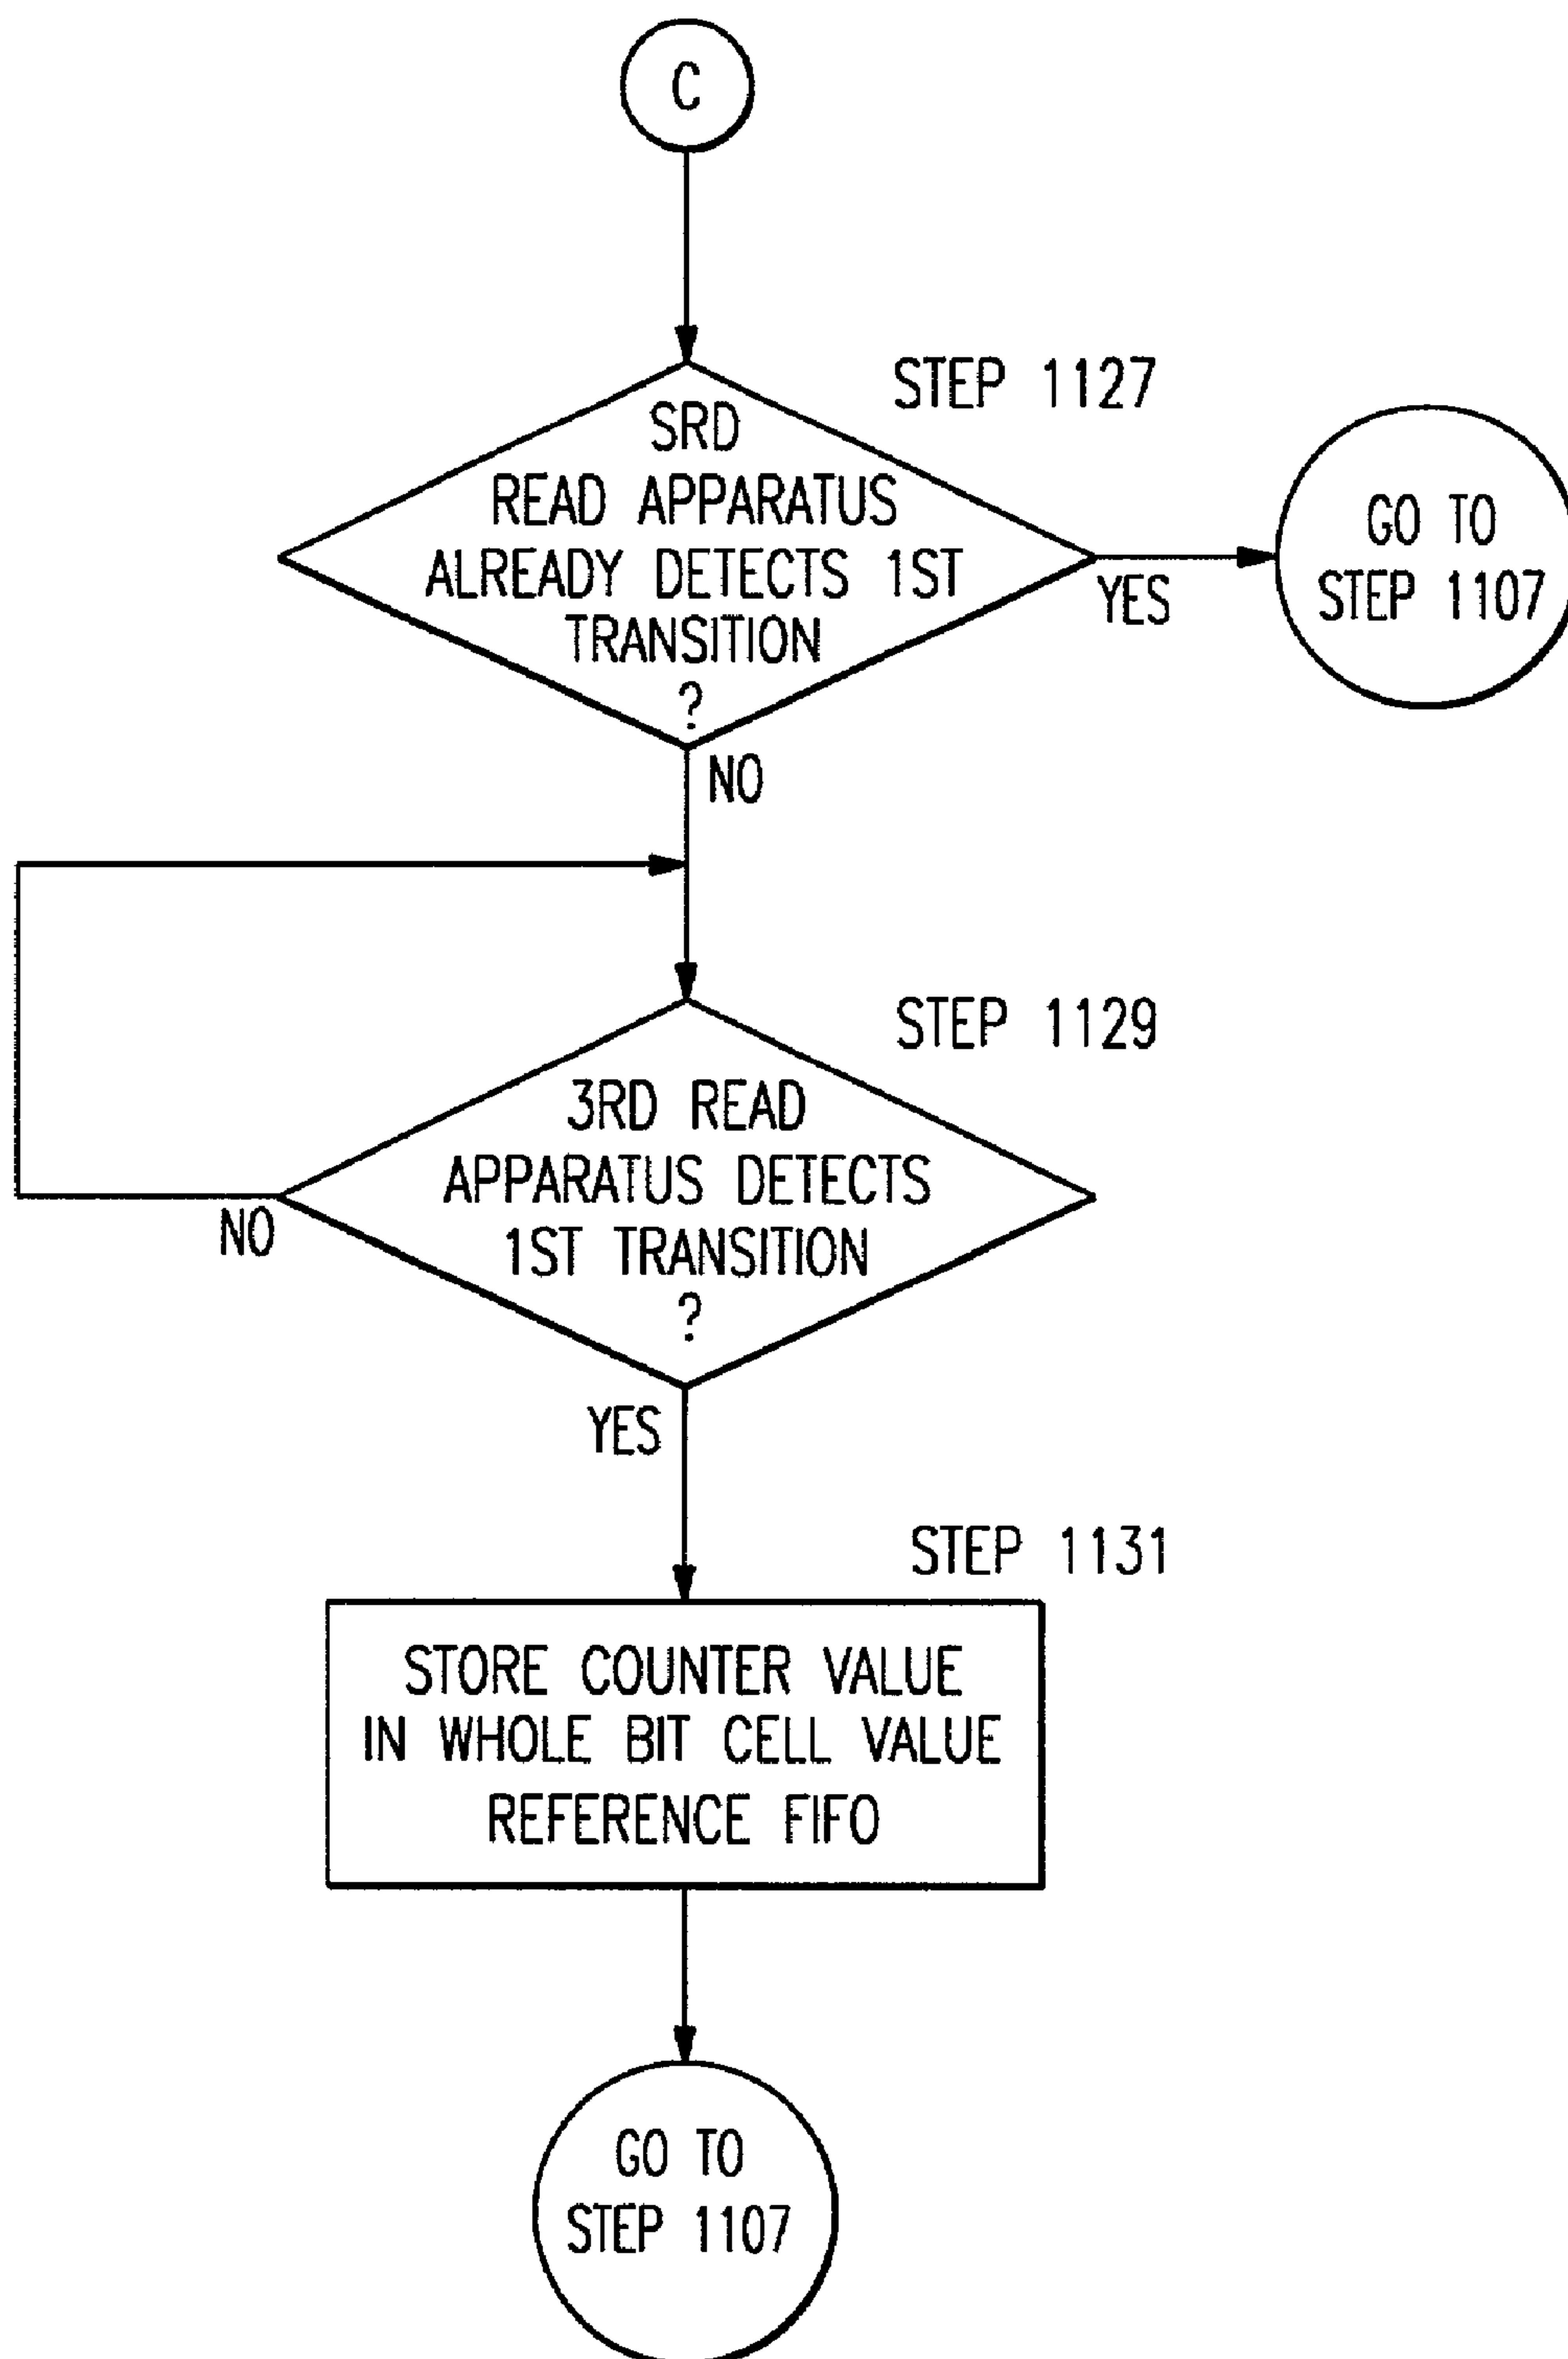 C
STEP 1127
SRD
READ APPARATUS
ALREADY DETECTS 1ST
TRANSITION
?
YES
GO TO
STEP 1107
NO
STEP 1129
3RD READ
APPARATUS DETECTS
1ST TRANSITION
?
NO
YES
STEP 1131
STORE COUNTER VALUE
IN WHOLE BIT CELL VALUE
REFERENCE FIFO
GO TO
STEP 1107